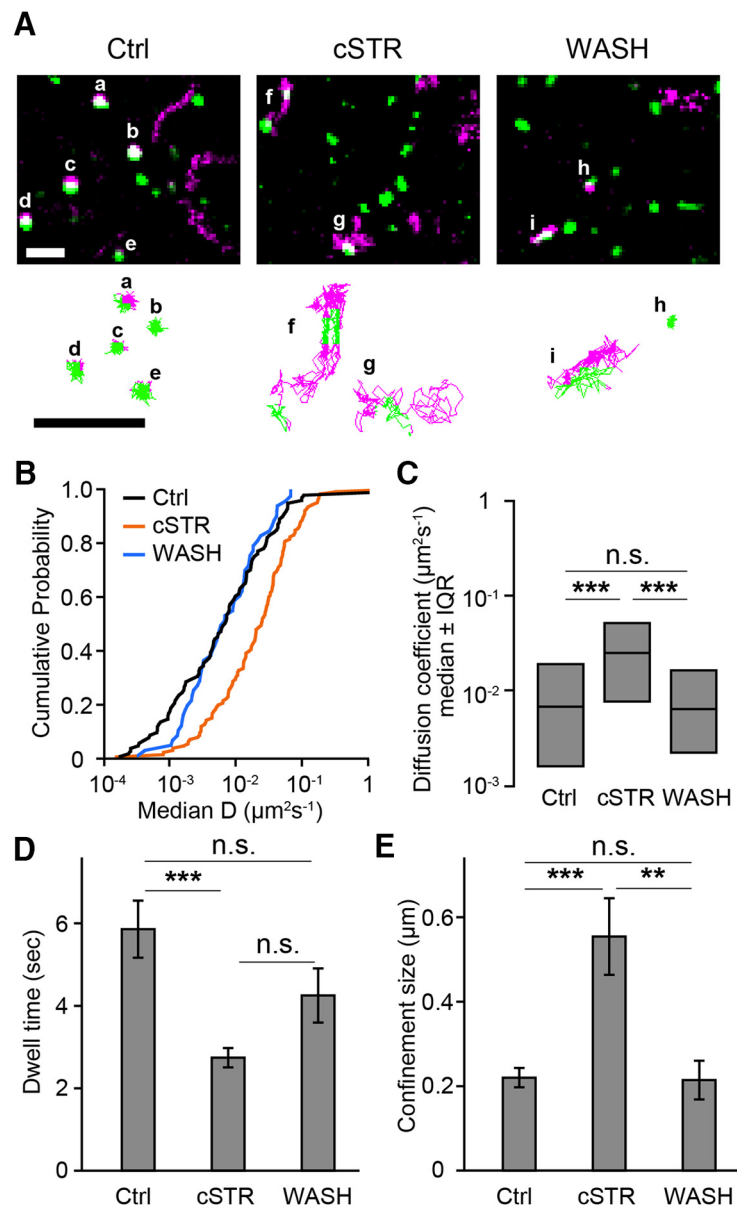 A
Ctrl cSTR WASH
a
b
c
d
e
f
g
h
i
a
b
c
d
e
f
g
h
i
B
Cumulative Probability
1.0
0.8
0.6
0.4
0.2
0
Ctrl
cSTR
WASH
10-4 10-3 10-2 10-1 1
Median D (µm²s-1)
C
Diffusion coefficient (µm²s-1)
median ± IQR
1
10-1
10-2
10-3
n.s.
*** ***
Ctrl cSTR WASH
D
Dwell time (sec)
6
4
2
0
n.s.
***
n.s.
Ctrl cSTR WASH
E
Confinement size (µm)
0.6
0.4
0.2
0
n.s.
*** **
Ctrl cSTR WASH